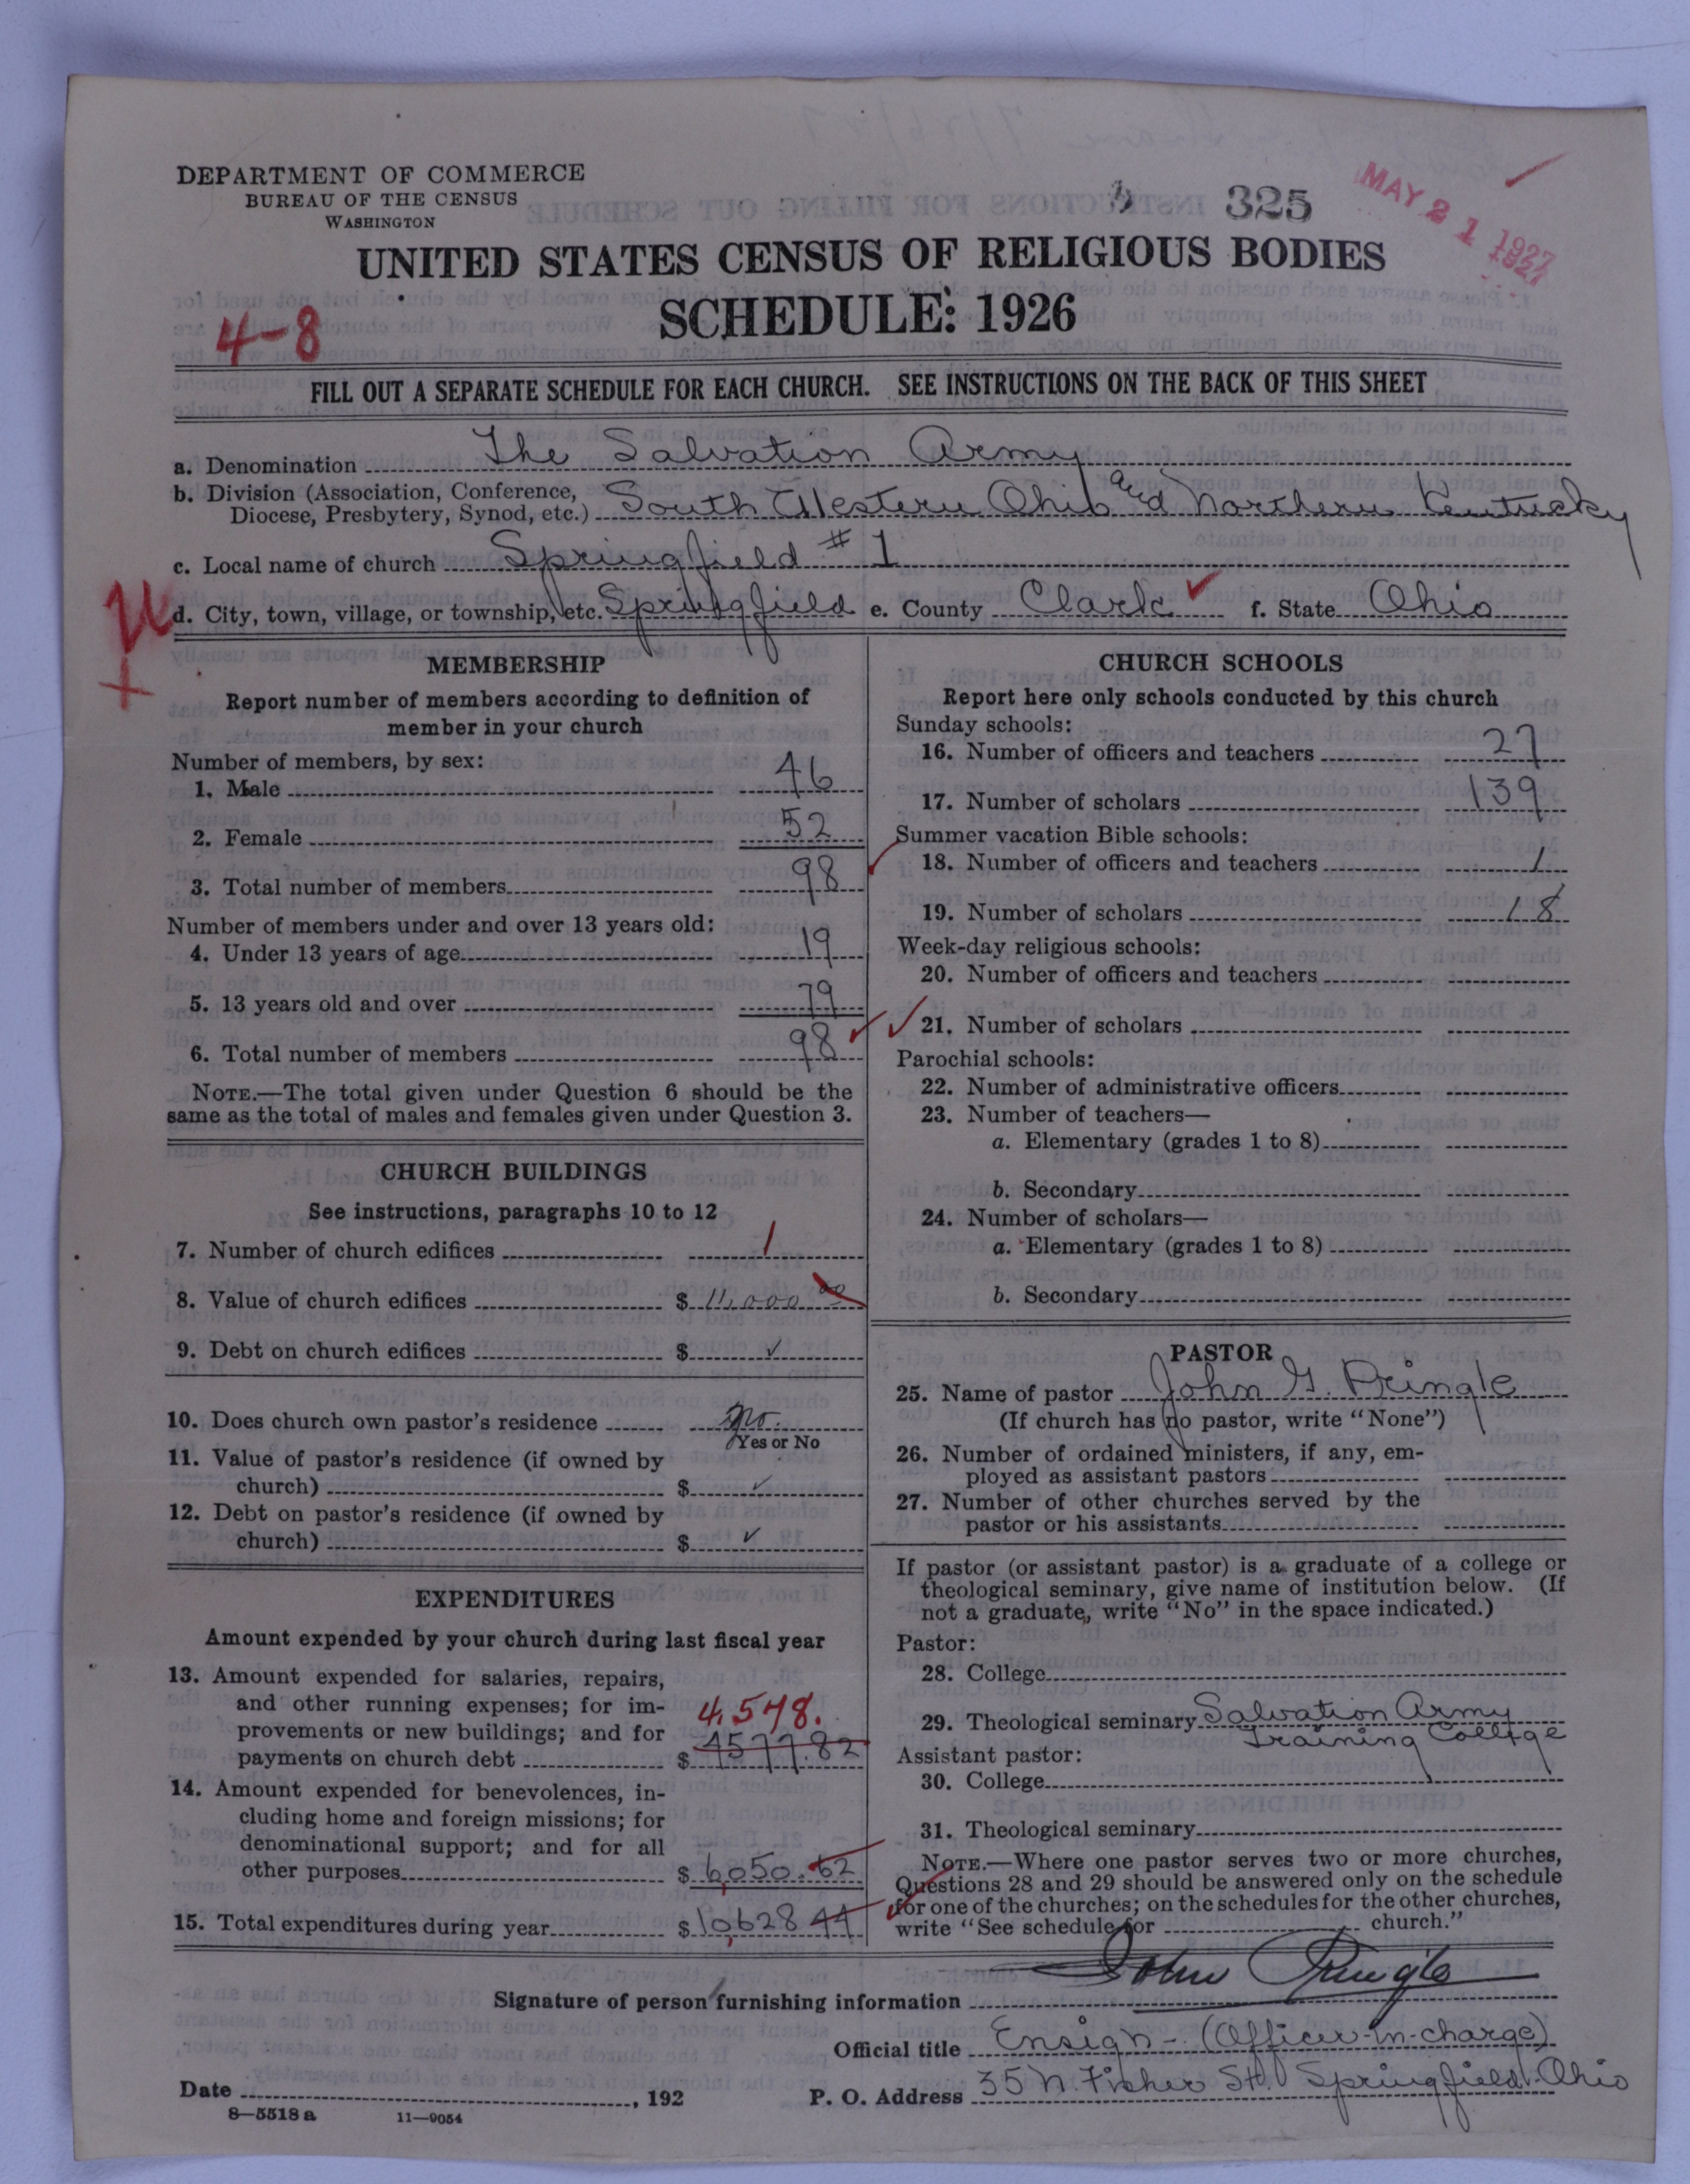 DEPARTMENT OF COMMERCE
BUREAU OF THE CENSUS
WASHINGTON
325
MAY 21 1927
UNITED STATES CENSUS OF RELIGIOUS BODIES
SCHEDULE: 1926
4-8
FILL OUT A SEPARATE SCHEDULE FOR EACH CHURCH. SEE INSTRUCTIONS ON THE BACK OF THIS SHEET
a. Denomination The Salvation Army
b. Division (Association, Conference, Diocese, Presbytery, Synod, etc.) South Western Ohio and Northern Kentucky
c. Local name of church Springfield # 1
d. City, town, village, or township, etc. Springfield e. County Clark f. State Ohio
MEMBERSHIP
Report number of members according to definition of
member in your church
Number of members, by sex:
1. Male 46
2. Female 52
3. Total number of members 98
Number of members under and over 13 years old:
4. Under 13 years of age 19
5. 13 years old and over 79
6. Total number of members 98
NOTE.—The total given under Question 6 should be the
same as the total of males and females given under Question 3.
CHURCH BUILDINGS
See instructions, paragraphs 10 to 12
7. Number of church edifices 1
8. Value of church edifices $ 11,000 00
9. Debt on church edifices $ ✓
10. Does church own pastor's residence No.
Yes or No
11. Value of pastor's residence (if owned by
church) $ ✓
12. Debt on pastor's residence (if owned by
church) $ ✓
EXPENDITURES
Amount expended by your church during last fiscal year
13. Amount expended for salaries, repairs,
and other running expenses; for im-
provements or new buildings; and for
4,578.
payments on church debt $ 4577.82
14. Amount expended for benevolences, in-
cluding home and foreign missions; for
denominational support; and for all
other purposes $ 6,050.62
15. Total expenditures during year $ 10,628 44
CHURCH SCHOOLS
Report here only schools conducted by this church
Sunday schools:
16. Number of officers and teachers 27
17. Number of scholars 139
Summer vacation Bible schools:
18. Number of officers and teachers 1
19. Number of scholars 18
Week-day religious schools:
20. Number of officers and teachers
21. Number of scholars
Parochial schools:
22. Number of administrative officers
23. Number of teachers—
a. Elementary (grades 1 to 8)
b. Secondary
24. Number of scholars—
a. Elementary (grades 1 to 8)
b. Secondary
PASTOR
25. Name of pastor John G. Pringle
(If church has no pastor, write "None")
26. Number of ordained ministers, if any, em-
ployed as assistant pastors
27. Number of other churches served by the
pastor or his assistants
If pastor (or assistant pastor) is a graduate of a college or
theological seminary, give name of institution below. (If
not a graduate, write "No" in the space indicated.)
Pastor:
28. College
29. Theological seminary Salvation Army
Training College
Assistant pastor:
30. College
31. Theological seminary
NOTE.—Where one pastor serves two or more churches,
Questions 28 and 29 should be answered only on the schedule
for one of the churches; on the schedules for the other churches,
write "See schedule for church."
Signature of person furnishing information John Pringle
Official title Ensign - (Officer-in-charge)
Date , 192 P. O. Address 35 N. Fisher St. Springfield. Ohio
8—5518 a 11—9054